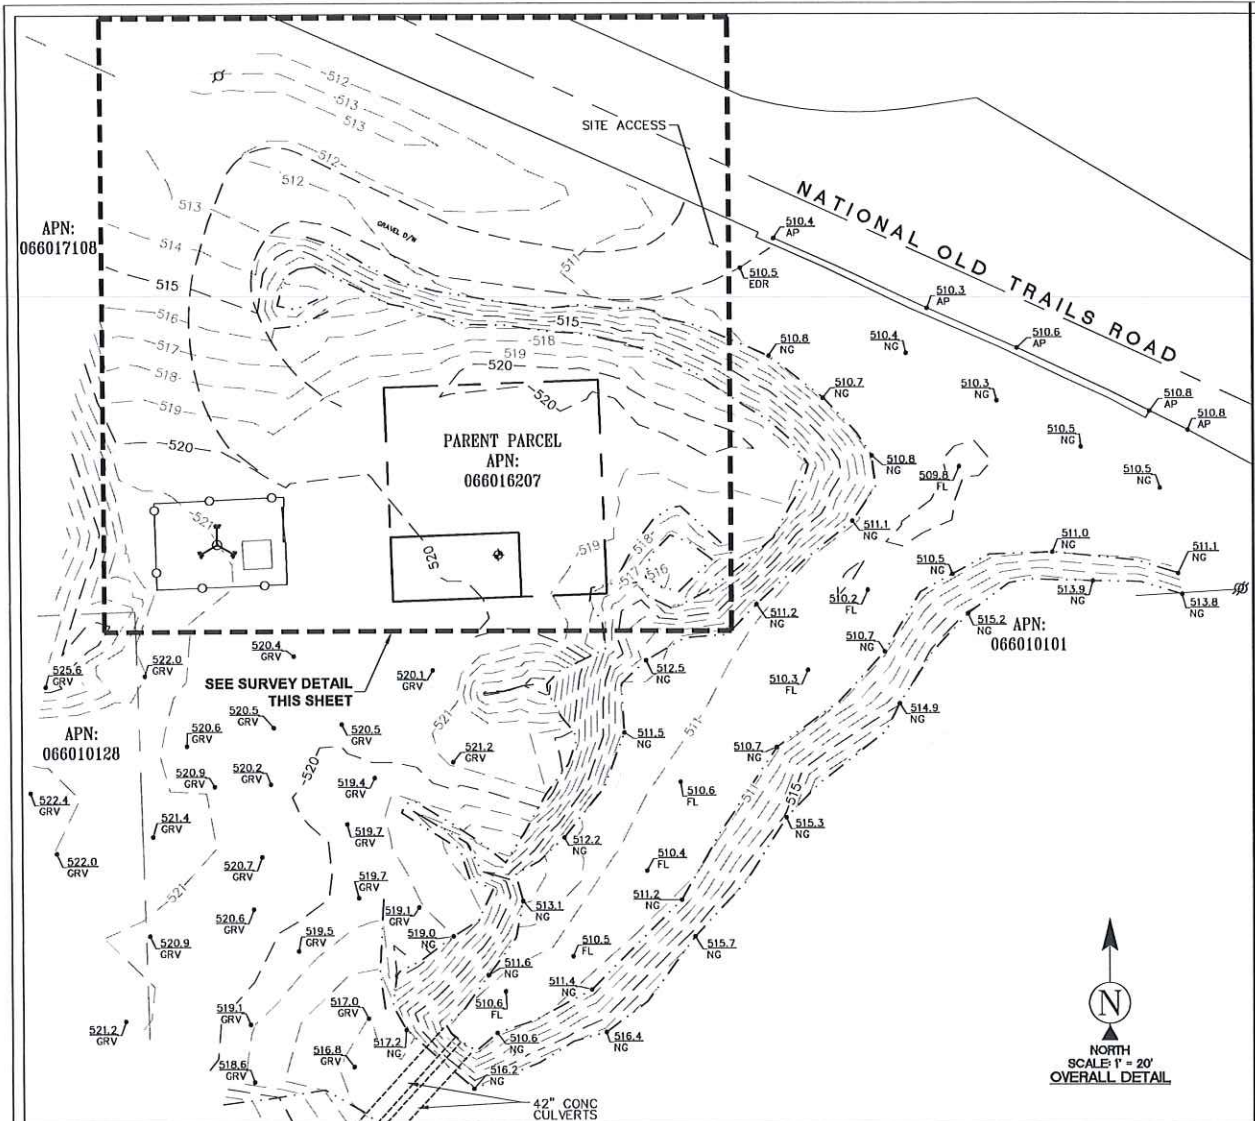 512
513
513
SITE ACCESS
512
512
513
514
515
516
517
518
519
520
GRAVEL D/W
511
APN:
066017108
NATIONAL OLD TRAILS ROAD
510.4
AP
510.5
EDR
510.3
AP
510.6
AP
510.8
AP
510.8
AP
510.8
NG
510.4
NG
510.7
NG
510.3
NG
510.5
NG
510.5
NG
510.8
NG
509.8
FL
515
518
519
520
520
PARENT PARCEL
APN:
066016207
521
520
519
518
517
516
511.1
NG
511.0
NG
511.1
NG
510.5
NG
513.9
NG
513.8
NG
510.2
FL
511.2
NG
515.2
NG
APN:
066010101
510.7
NG
520.4
GRV
522.0
GRV
525.6
GRV
SEE SURVEY DETAIL
THIS SHEET
520.1
GRV
512.5
NG
510.3
FL
514.9
NG
APN:
066010128
520.6
GRV
520.5
GRV
520.5
GRV
521
521.2
GRV
511.5
NG
511
510.7
NG
520.9
GRV
520.2
GRV
520
519.4
GRV
510.6
FL
511
515
522.4
GRV
521.4
GRV
519.7
GRV
512.2
NG
515.3
NG
522.0
GRV
520.7
GRV
519.7
GRV
510.4
FL
521
520.6
GRV
519.1
GRV
513.1
NG
511.2
NG
520.9
GRV
519.5
GRV
519.0
NG
510.5
FL
515.7
NG
511.6
NG
511.4
NG
521.2
GRV
519.1
GRV
517.0
GRV
510.6
FL
517.2
NG
510.6
NG
516.4
NG
518.6
GRV
516.8
GRV
516.2
NG
42" CONC
CULVERTS
N
NORTH
SCALE: 1' = 20'
OVERALL DETAIL